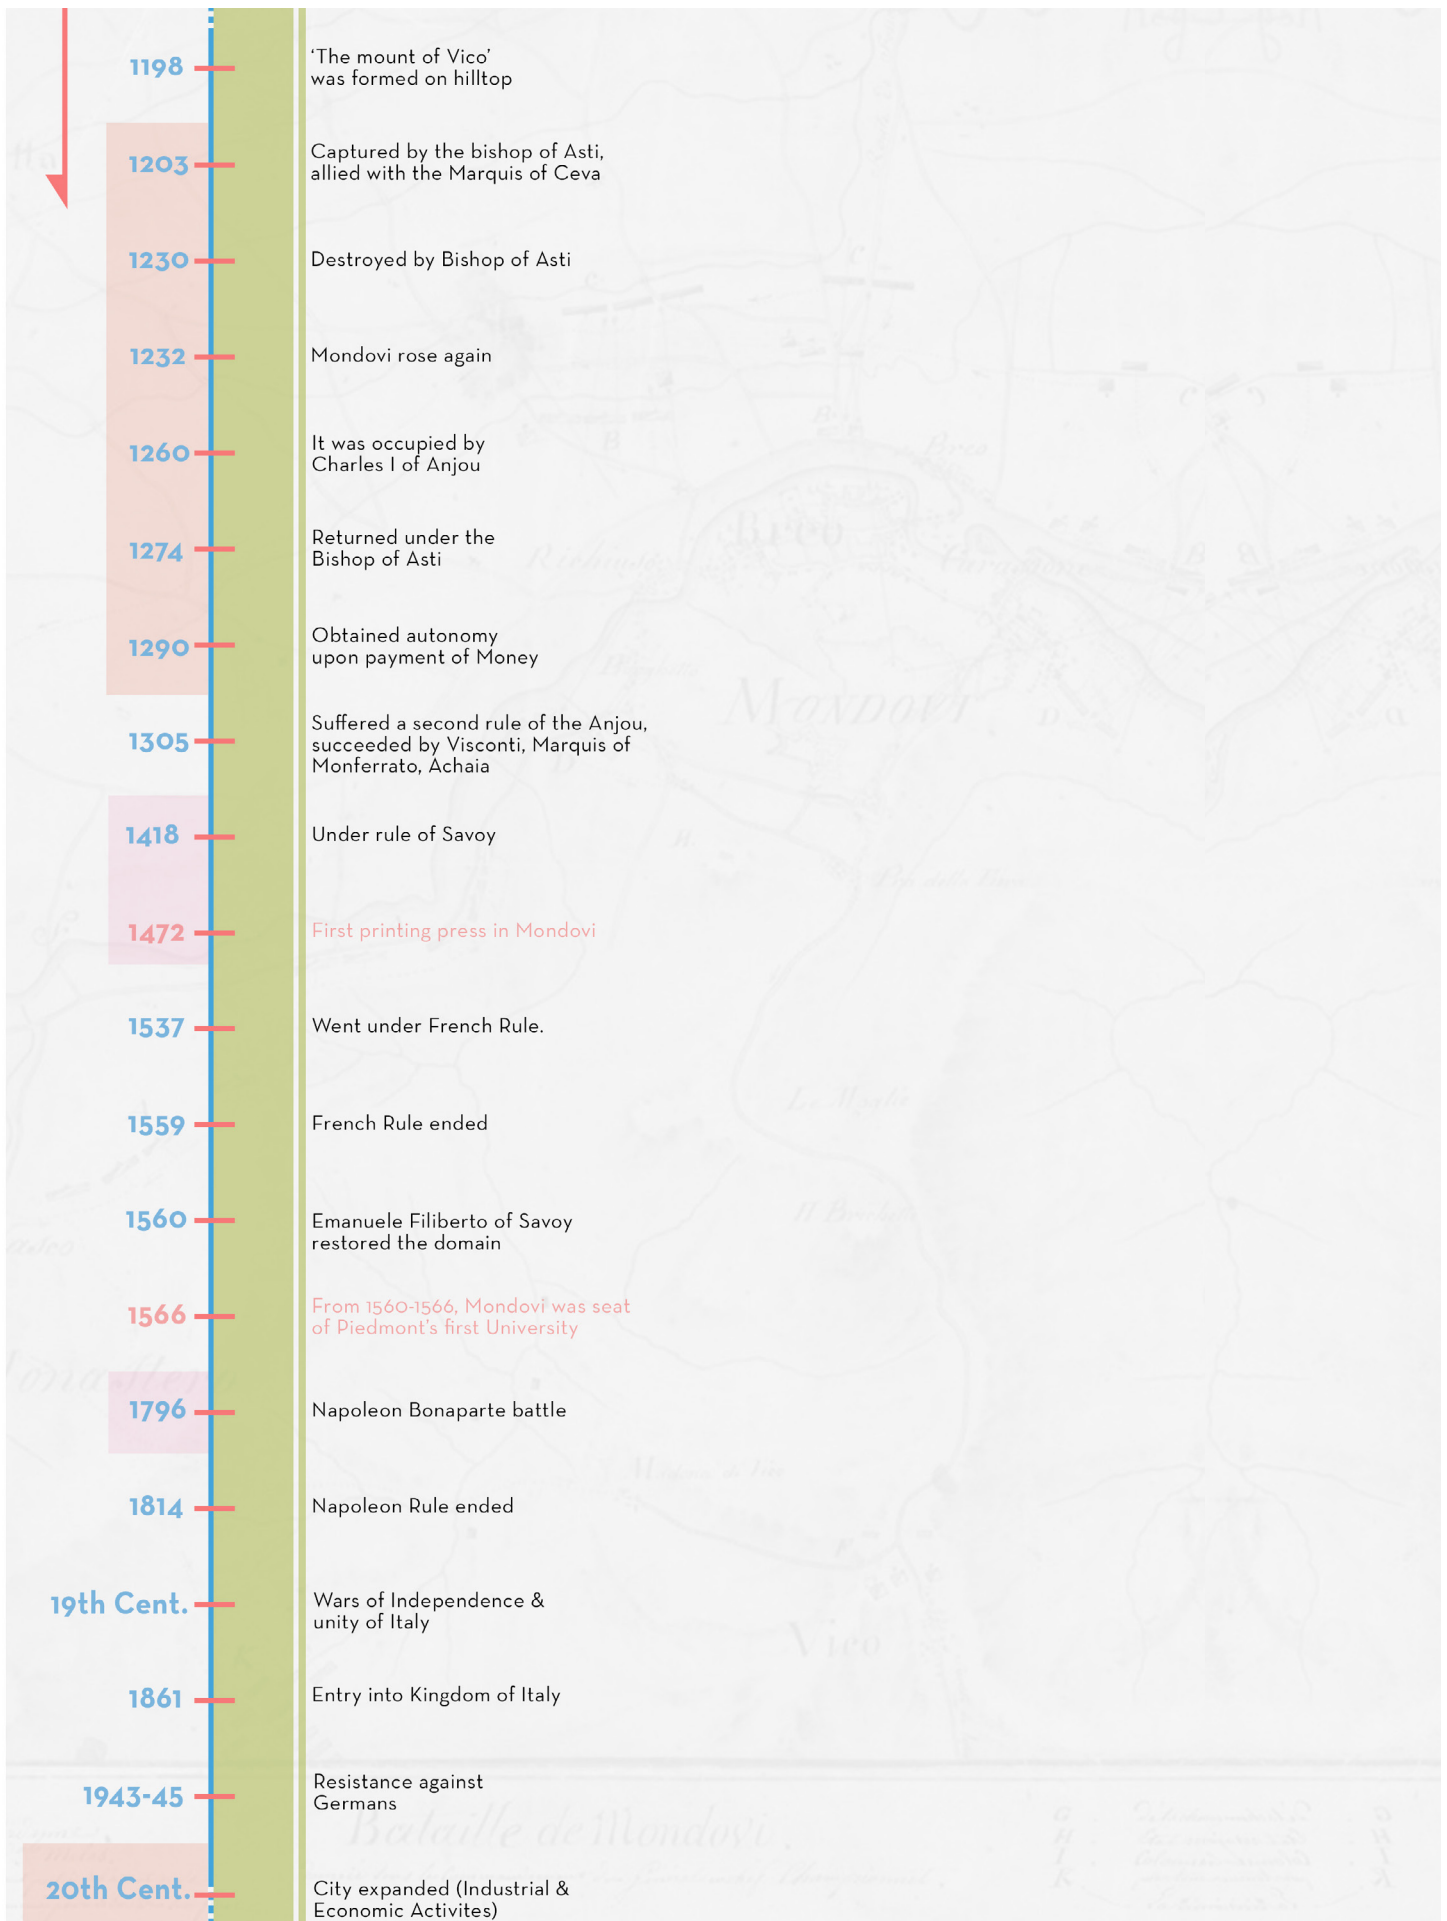 1198
‘The mount of Vico’
was formed on hilltop
1203
Captured by the bishop of Asti,
allied with the Marquis of Ceva
1230
Destroyed by Bishop of Asti
1232
Mondovi rose again
1260
It was occupied by
Charles I of Anjou
1274
Returned under the
Bishop of Asti
1290
Obtained autonomy
upon payment of Money
1305
Suffered a second rule of the Anjou,
succeeded by Visconti, Marquis of
Monferrato, Achaia
1418
Under rule of Savoy
1472
First printing press in Mondovi
1537
Went under French Rule.
1559
French Rule ended
1560
Emanuele Filiberto of Savoy
restored the domain
1566
From 1560-1566, Mondovi was seat
of Piedmont’s first University
1796
Napoleon Bonaparte battle
1814
Napoleon Rule ended
19th Cent.
Wars of Independence &
unity of Italy
1861
Entry into Kingdom of Italy
1943-45
Resistance against
Germans
20th Cent.
City expanded (Industrial &
Economic Activites)
Breo
Mondovi
Vico
Bataille de Mondovi.